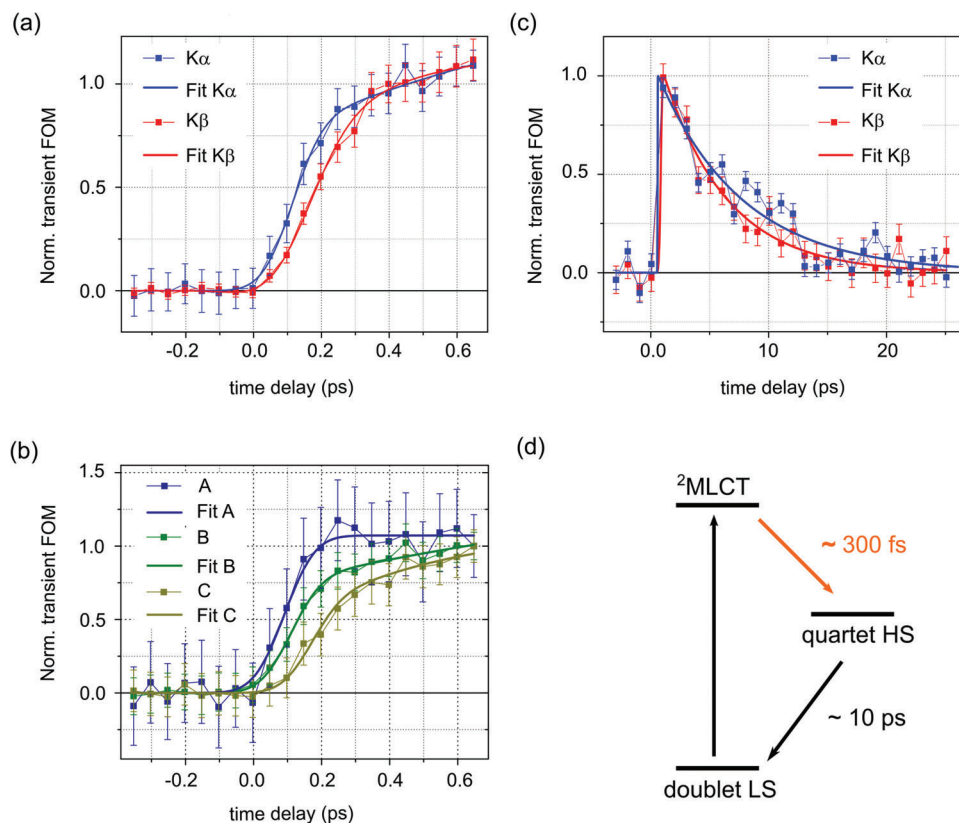 (a)
Norm. transient FOM
1.0
0.5
0.0
Kα
Fit Kα
Kβ
Fit Kβ
-0.2 0.0 0.2 0.4 0.6
time delay (ps)
(c)
Norm. transient FOM
1.0
0.5
0.0
Kα
Fit Kα
Kβ
Fit Kβ
0.0 10 20
time delay (ps)
(b)
Norm. transient FOM
1.5
1.0
0.5
0.0
A
Fit A
B
Fit B
C
Fit C
-0.2 0.0 0.2 0.4 0.6
time delay (ps)
(d)
²MLCT
~ 300 fs
quartet HS
~ 10 ps
doublet LS